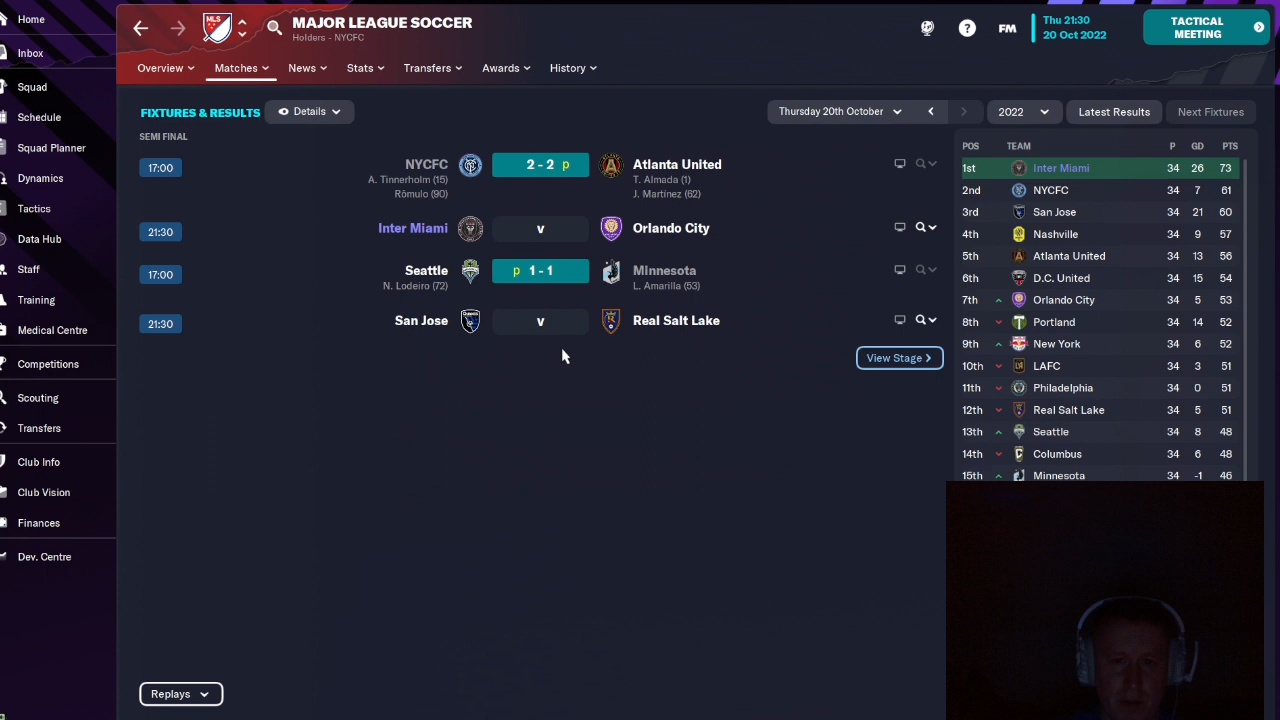 Home
Inbox
Squad
Schedule
Squad Planner
Dynamics
Tactics
Data Hub
Staff
Training
Medical Centre
Competitions
Scouting
Transfers
Club Info
Club Vision
Finances
Dev. Centre
MLS
MAJOR LEAGUE SOCCER
Holders - NYCFC
? FM
Thu 21:30
20 Oct 2022
TACTICAL
MEETING
Overview Matches News Stats Transfers Awards History
FIXTURES & RESULTS Details Thursday 20th October 2022 Latest Results Next Fixtures
SEMI FINAL
17:00 NYCFC 2 - 2 p Atlanta United
A. Tinnerholm (15) T. Almada (1)
Rômulo (90) J. Martínez (62)
21:30 Inter Miami v Orlando City
17:00 Seattle p 1 - 1 Minnesota
N. Lodeiro (72) L. Amarilla (53)
21:30 San Jose v Real Salt Lake
View Stage
Replays
POS TEAM P GD PTS
1st Inter Miami 34 26 73
2nd NYCFC 34 7 61
3rd San Jose 34 21 60
4th Nashville 34 9 57
5th Atlanta United 34 13 56
6th D.C. United 34 15 54
7th Orlando City 34 5 53
8th Portland 34 14 52
9th New York 34 6 52
10th LAFC 34 3 51
11th Philadelphia 34 0 51
12th Real Salt Lake 34 5 51
13th Seattle 34 8 48
14th Columbus 34 6 48
15th Minnesota 34 -1 46